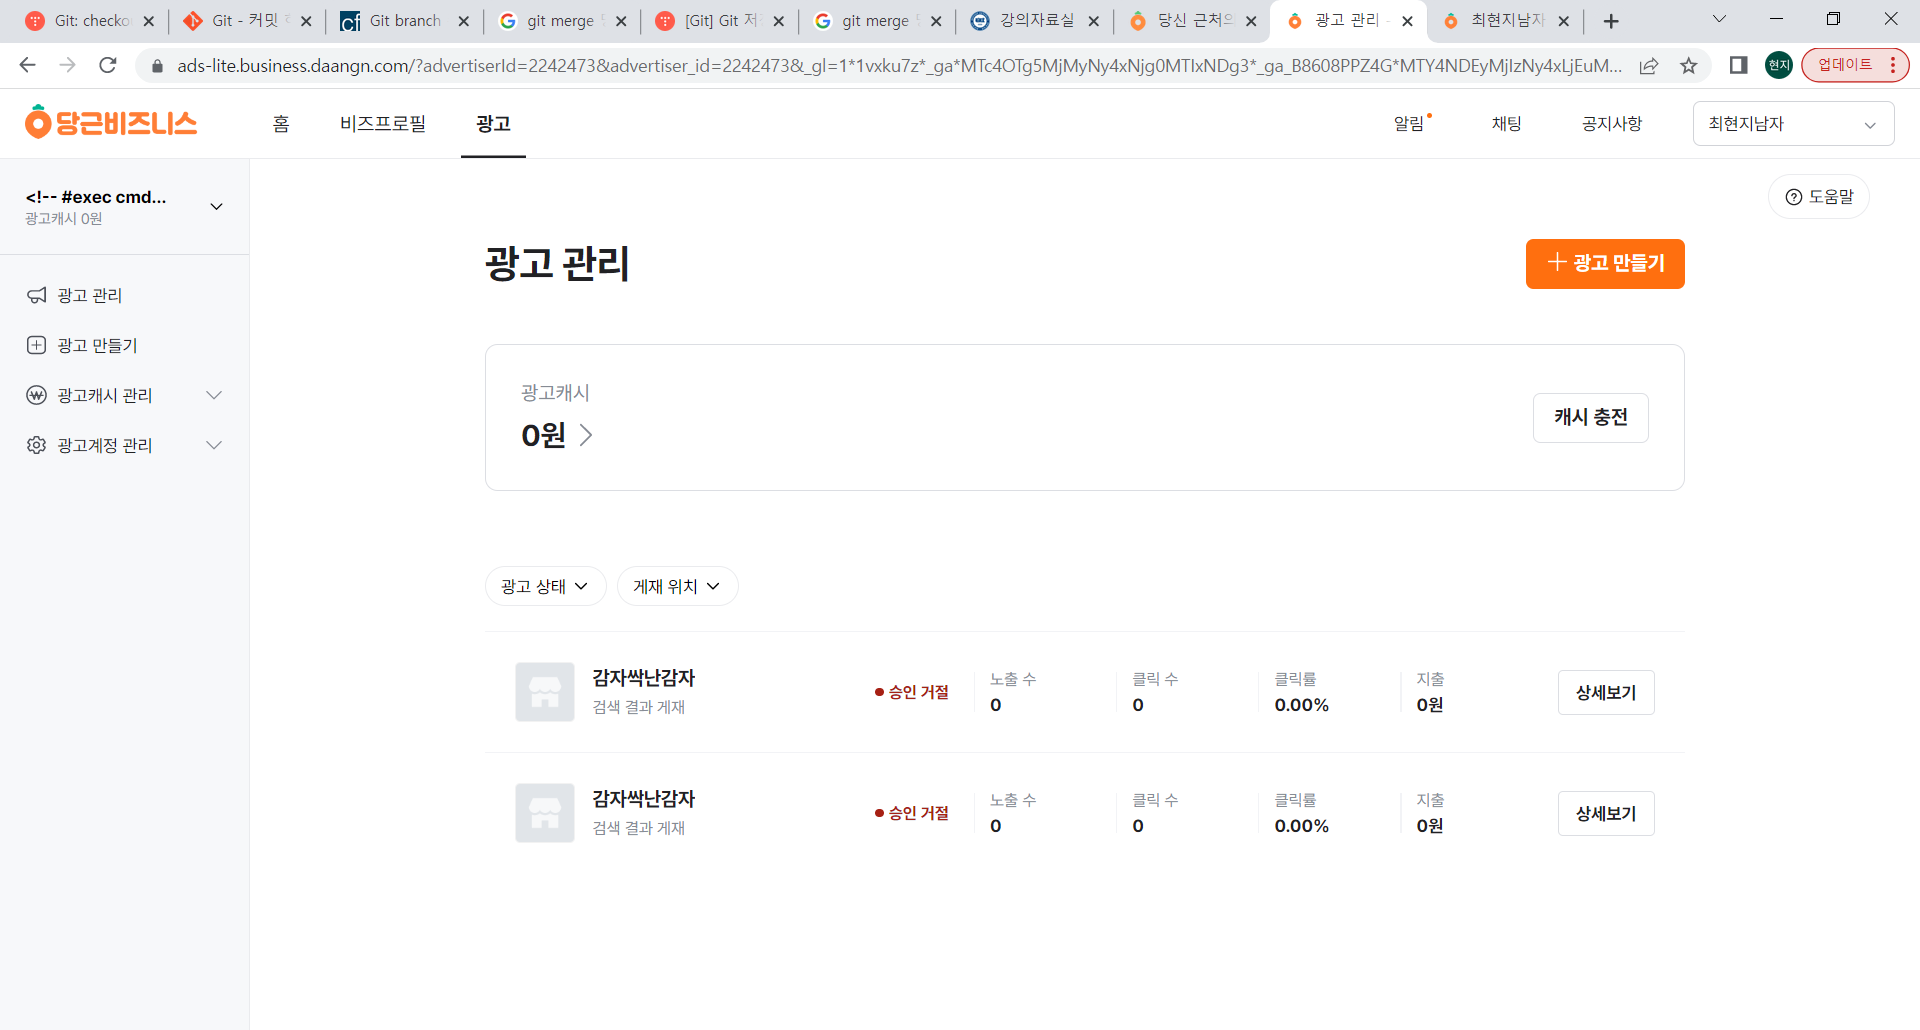 Git: checko
Git - 커밋
Git branch
git merge
[Git] Git 저
git merge
강의자료실
당신 근처의
광고 관리 -
최현지남자
ads-lite.business.daangn.com/?advertiserId=2242473&advertiser_id=2242473&_gl=1*1vxku7z*_ga*MTc4OTg5MjMyNy4xNjg0MTIxNDg3*_ga_B8608PPZ4G*MTY4NDEyMjIzNy4xLjEuM...
현지
업데이트
당근비즈니스
홈
비즈프로필
광고
알림
채팅
공지사항
최현지남자
<!-- #exec cmd...
광고캐시 0원
도움말
광고 관리
광고 만들기
광고캐시 관리
광고계정 관리
광고 관리
광고 만들기
광고캐시
0원
캐시 충전
광고 상태
게재 위치
감자싹난감자
검색 결과 게재
승인 거절
노출 수
0
클릭 수
0
클릭률
0.00%
지출
0원
상세보기
감자싹난감자
검색 결과 게재
승인 거절
노출 수
0
클릭 수
0
클릭률
0.00%
지출
0원
상세보기